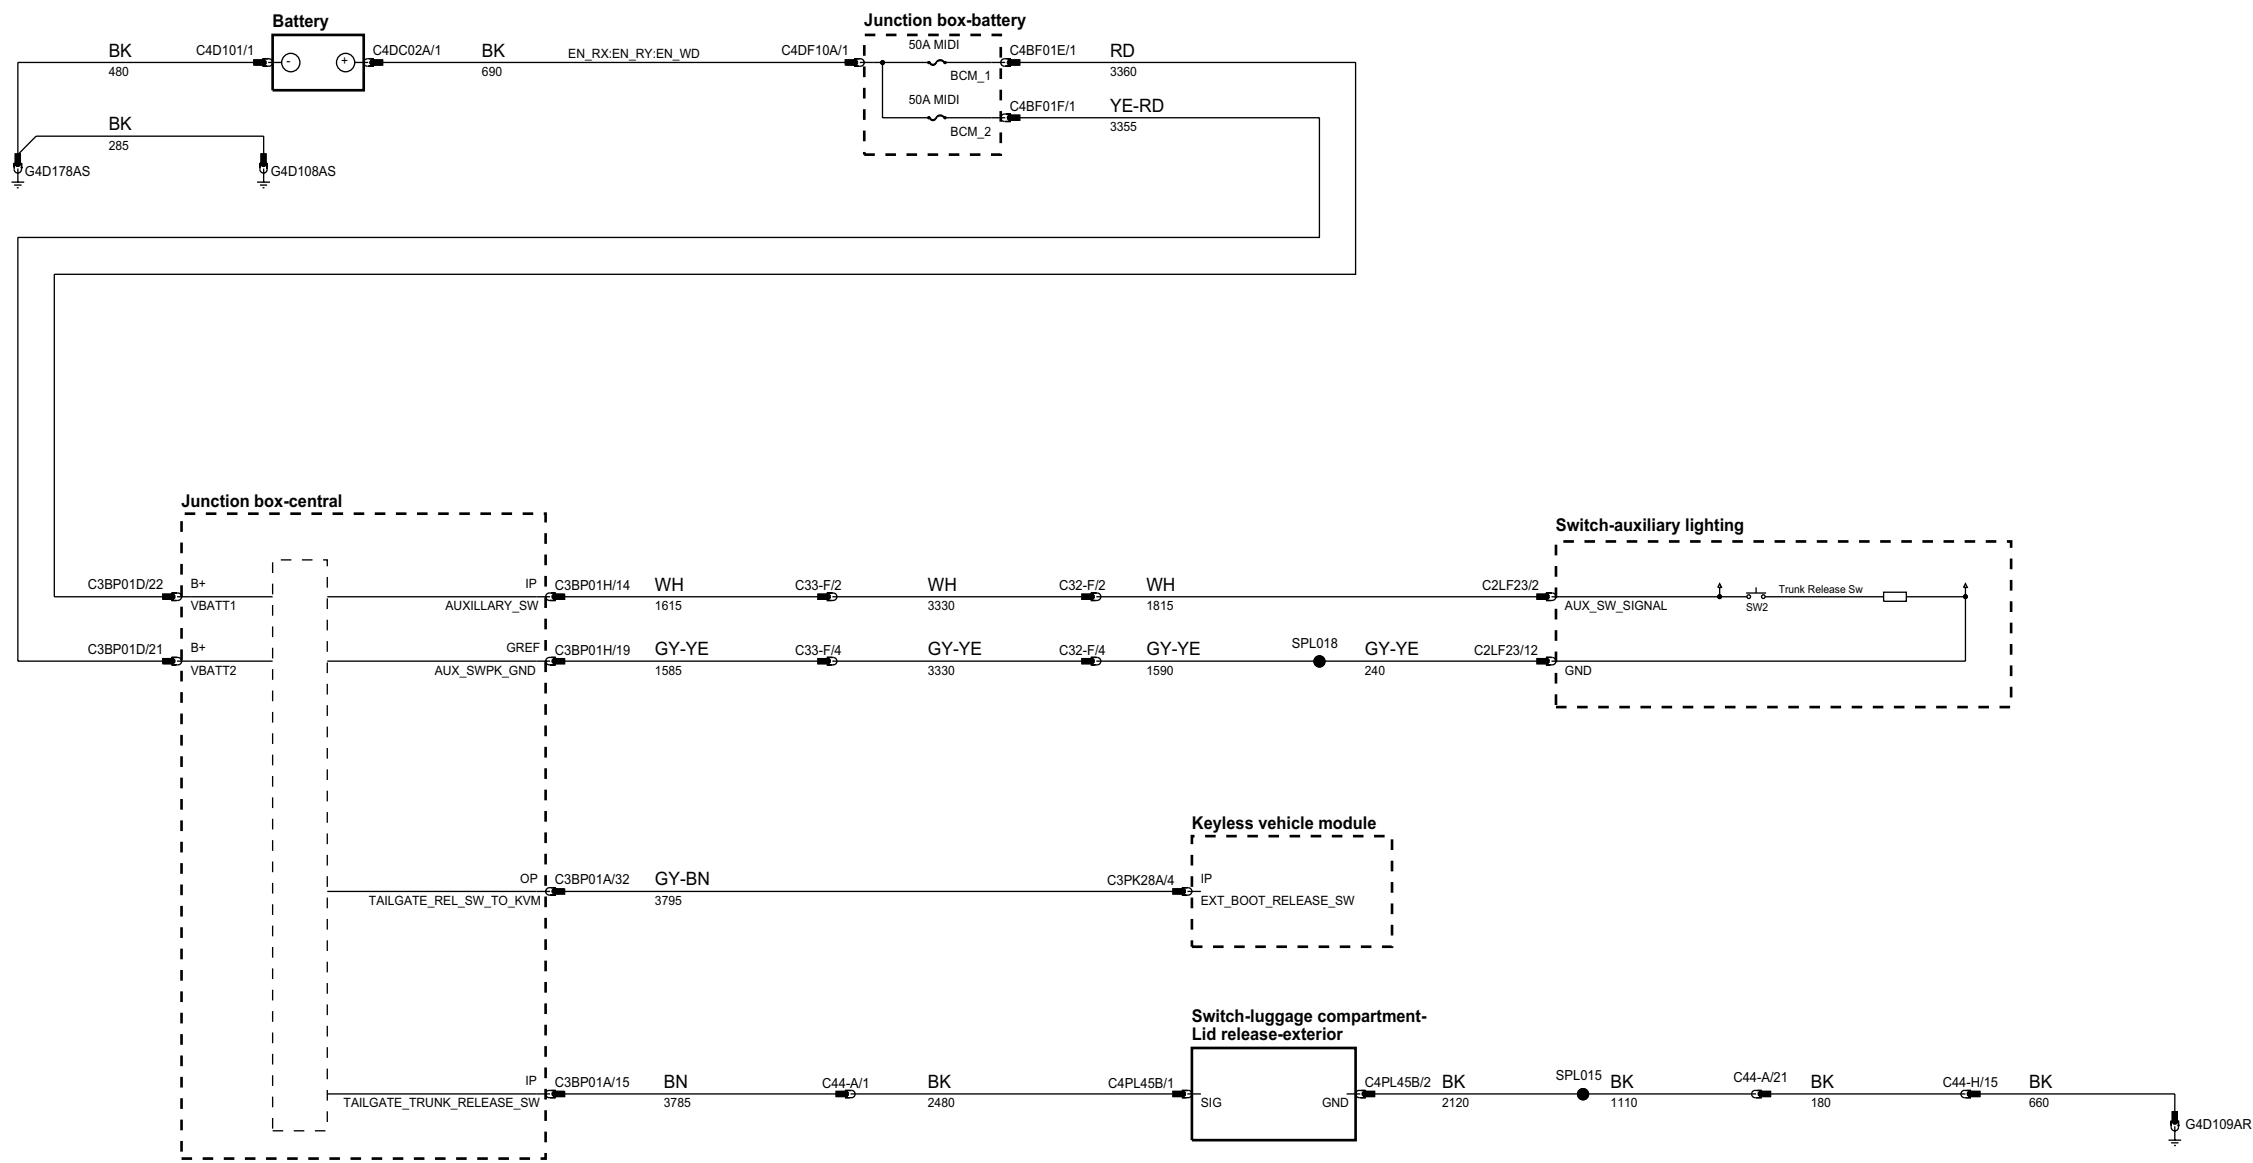 Battery
Junction box-battery
BK
C4D101/1
-
+
C4DC02A/1
BK
EN_RX:EN_RY:EN_WD
C4DF10A/1
50A MIDI
C4BF01E/1
RD
480
690
BCM_1
3360
50A MIDI
C4BF01F/1
YE-RD
BK
285
BCM_2
3355
G4D178AS
G4D108AS
Junction box-central
Switch-auxiliary lighting
C3BP01D/22
B+
IP
C3BP01H/14
WH
C33-F/2
WH
C32-F/2
WH
C2LF23/2
Trunk Release Sw
VBATT1
AUXILLARY_SW
1615
3330
1815
AUX_SW_SIGNAL
SW2
C3BP01D/21
B+
GREF
C3BP01H/19
GY-YE
C33-F/4
GY-YE
C32-F/4
GY-YE
SPL018
GY-YE
C2LF23/12
VBATT2
AUX_SWPK_GND
1585
3330
1590
240
GND
Keyless vehicle module
OP
C3BP01A/32
GY-BN
C3PK28A/4
IP
TAILGATE_REL_SW_TO_KVM
3795
EXT_BOOT_RELEASE_SW
Switch-luggage compartment-
Lid release-exterior
IP
C3BP01A/15
BN
C44-A/1
BK
C4PL45B/1
C4PL45B/2
BK
SPL015
BK
C44-A/21
BK
C44-H/15
BK
TAILGATE_TRUNK_RELEASE_SW
3785
2480
SIG
GND
2120
1110
180
660
G4D109AR